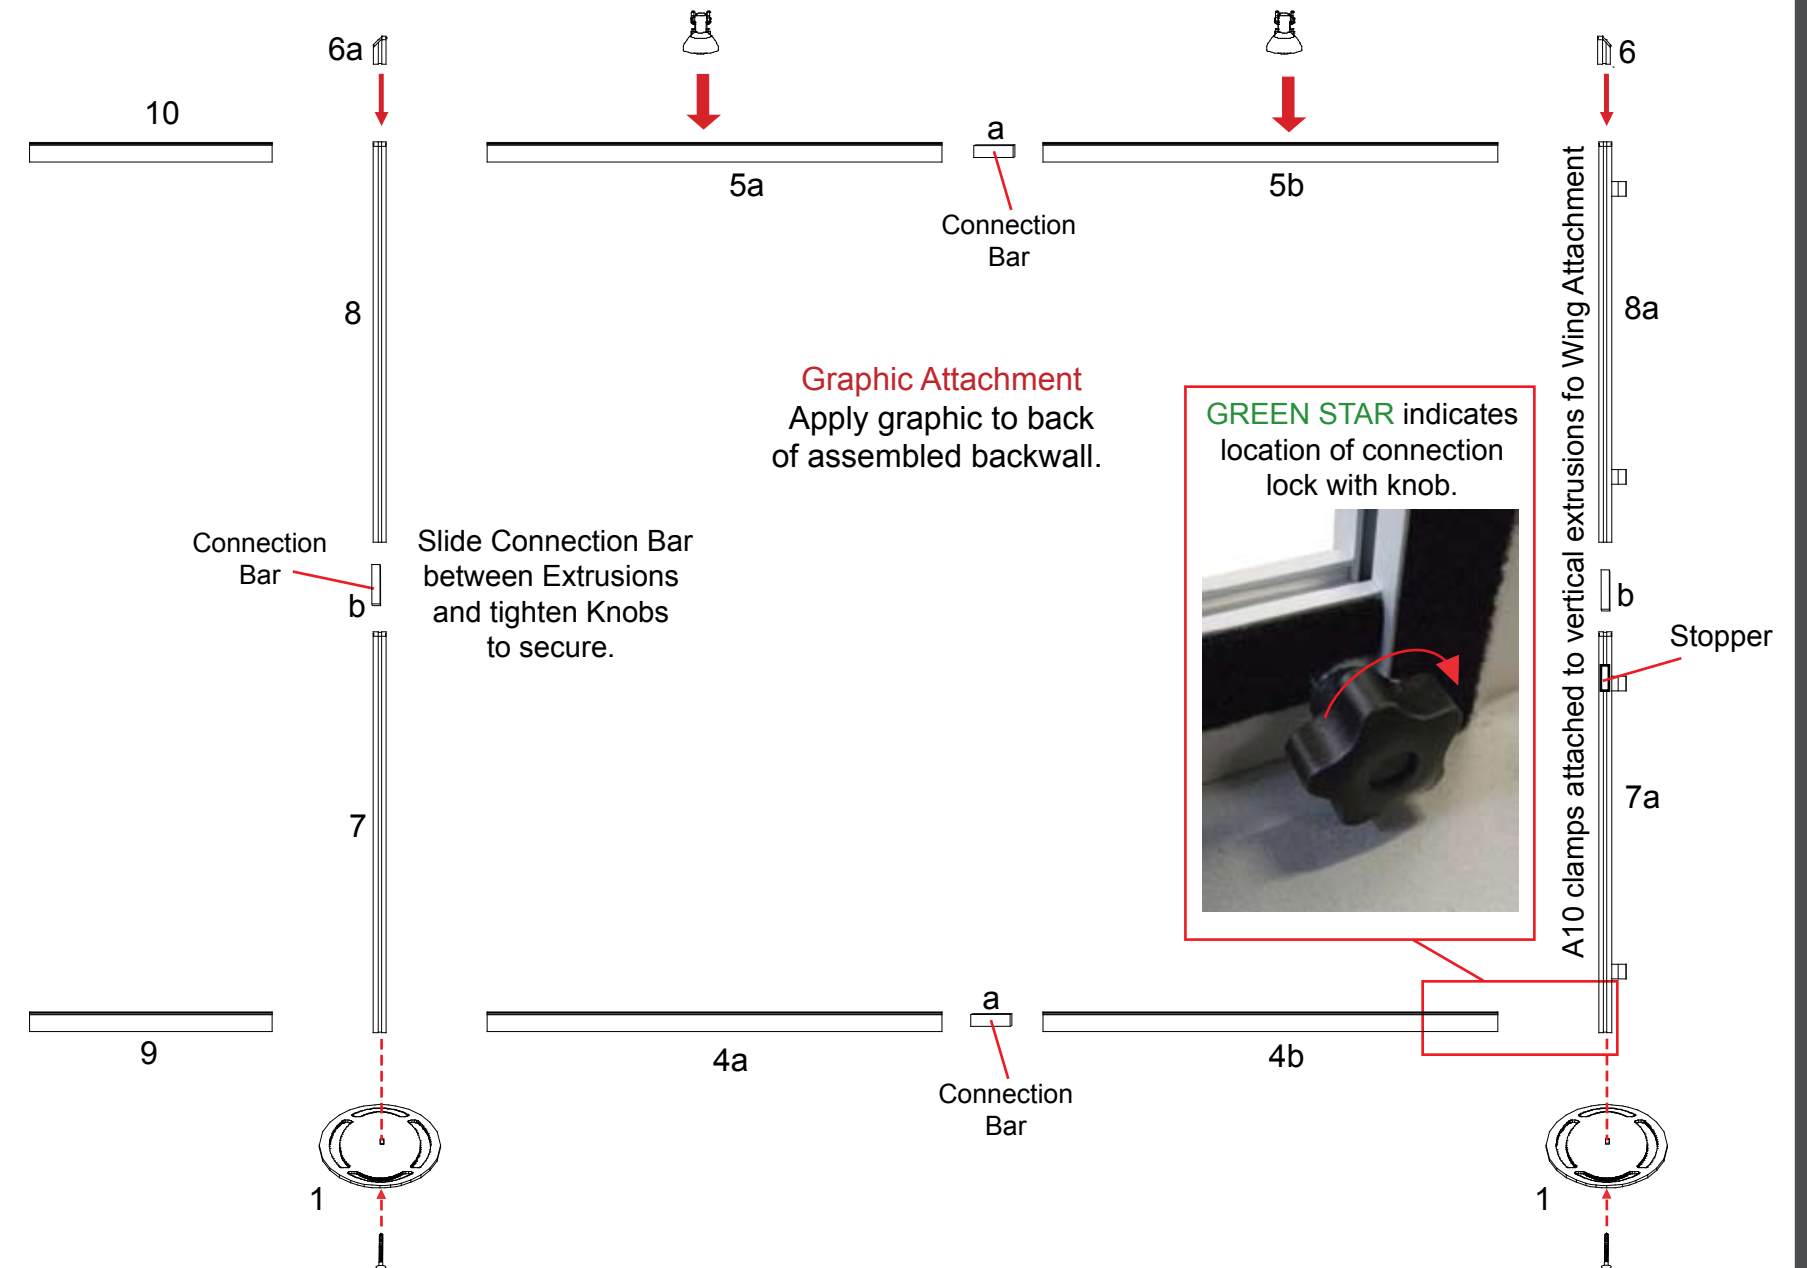 6a
6
10
a
5a
5b
Connection
Bar
8
8a
Graphic Attachment
Apply graphic to back
of assembled backwall.
GREEN STAR indicates
location of connection
lock with knob.
A10 clamps attached to vertical extrusions fo Wing Attachment
Connection
Bar
b
Slide Connection Bar
between Extrusions
and tighten Knobs
to secure.
b
Stopper
7
7a
a
9
4a
4b
Connection
Bar
1
1